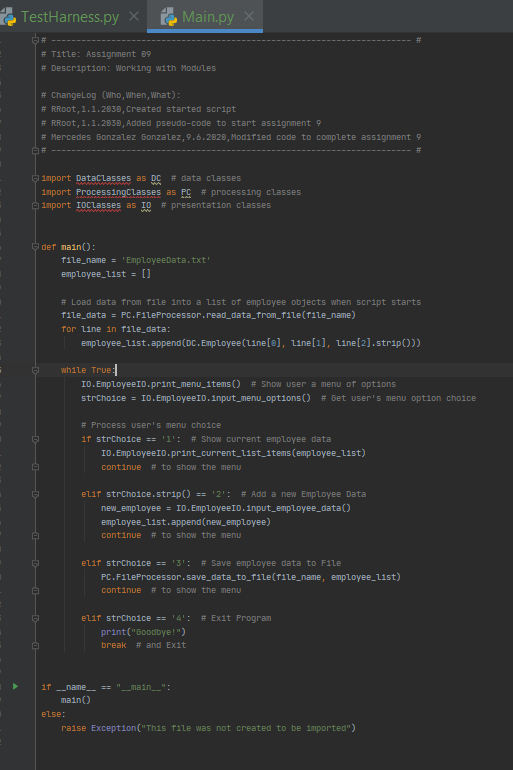 TestHarness.py × Main.py ×
# ------------------------------------------------------------------------ #
# Title: Assignment 09
# Description: Working with Modules
# ChangeLog (Who,When,What):
# RRoot,1.1.2030,Created started script
# RRoot,1.1.2030,Added pseudo-code to start assignment 9
# Mercedes Gonzalez Gonzalez,9.6.2020,Modified code to complete assignment 9
# ------------------------------------------------------------------------ #
import DataClasses as DC  # data classes
import ProcessingClasses as PC  # processing classes
import IOClasses as IO  # presentation classes
def main():
    file_name = 'EmployeeData.txt'
    employee_list = []
    # Load data from file into a list of employee objects when script starts
    file_data = PC.FileProcessor.read_data_from_file(file_name)
    for line in file_data:
        employee_list.append(DC.Employee(line[0], line[1], line[2].strip()))
    while True:
        IO.EmployeeIO.print_menu_items()  # Show user a menu of options
        strChoice = IO.EmployeeIO.input_menu_options()  # Get user's menu option choice
        # Process user's menu choice
        if strChoice == '1':  # Show current employee data
            IO.EmployeeIO.print_current_list_items(employee_list)
            continue  # to show the menu
        elif strChoice.strip() == '2':  # Add a new Employee Data
            new_employee = IO.EmployeeIO.input_employee_data()
            employee_list.append(new_employee)
            continue  # to show the menu
        elif strChoice == '3':  # Save employee data to File
            PC.FileProcessor.save_data_to_file(file_name, employee_list)
            continue  # to show the menu
        elif strChoice == '4':  # Exit Program
            print("Goodbye!")
            break  # and Exit
if __name__ == "__main__":
    main()
else:
    raise Exception("This file was not created to be imported")